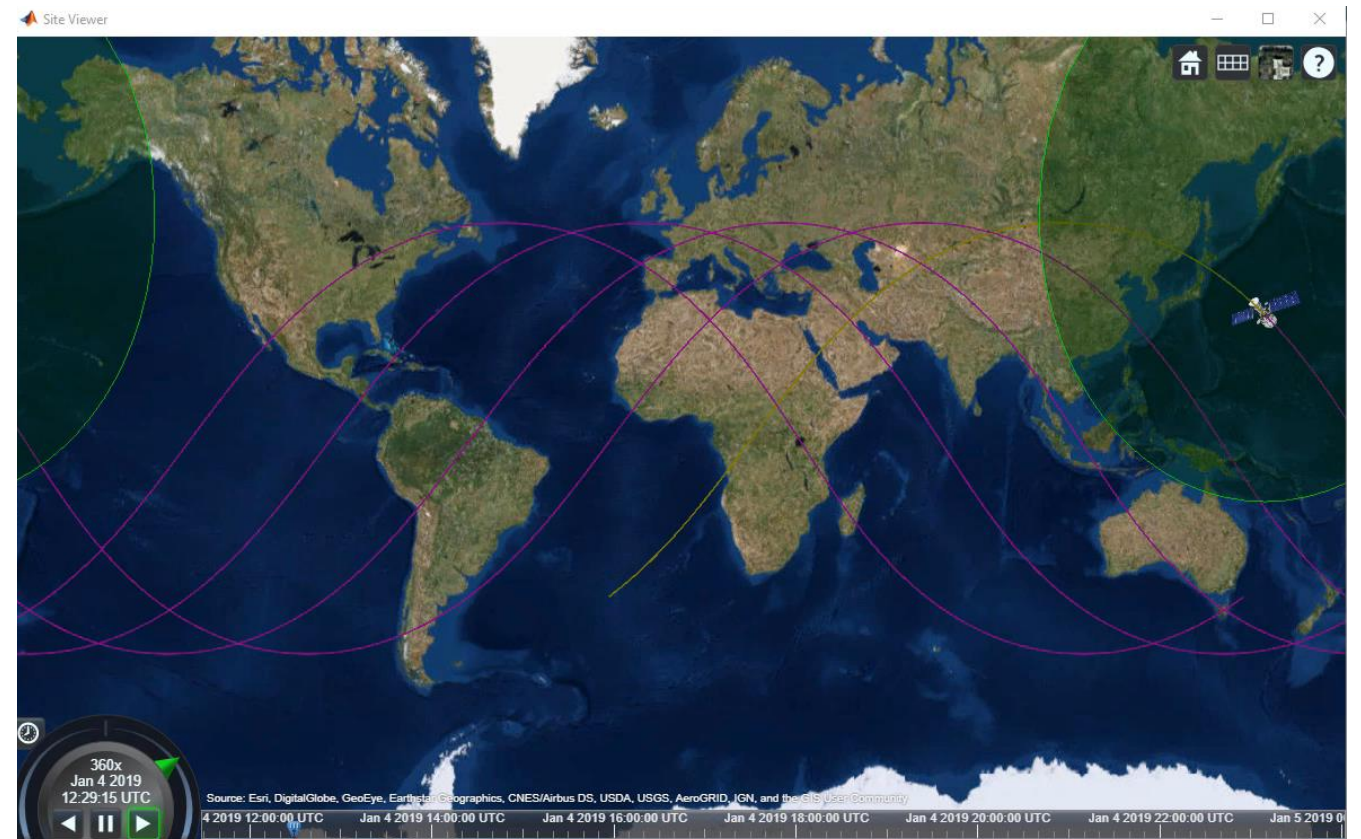 Site Viewer
?
360x
Jan 4 2019
12:29:15 UTC
Source: Esri, DigitalGlobe, GeoEye, Earthstar Geographics, CNES/Airbus DS, USDA, USGS, AeroGRID, IGN, and the GIS User Community
4 2019 12:00:00 UTC Jan 4 2019 14:00:00 UTC Jan 4 2019 16:00:00 UTC Jan 4 2019 18:00:00 UTC Jan 4 2019 20:00:00 UTC Jan 4 2019 22:00:00 UTC Jan 5 2019 0